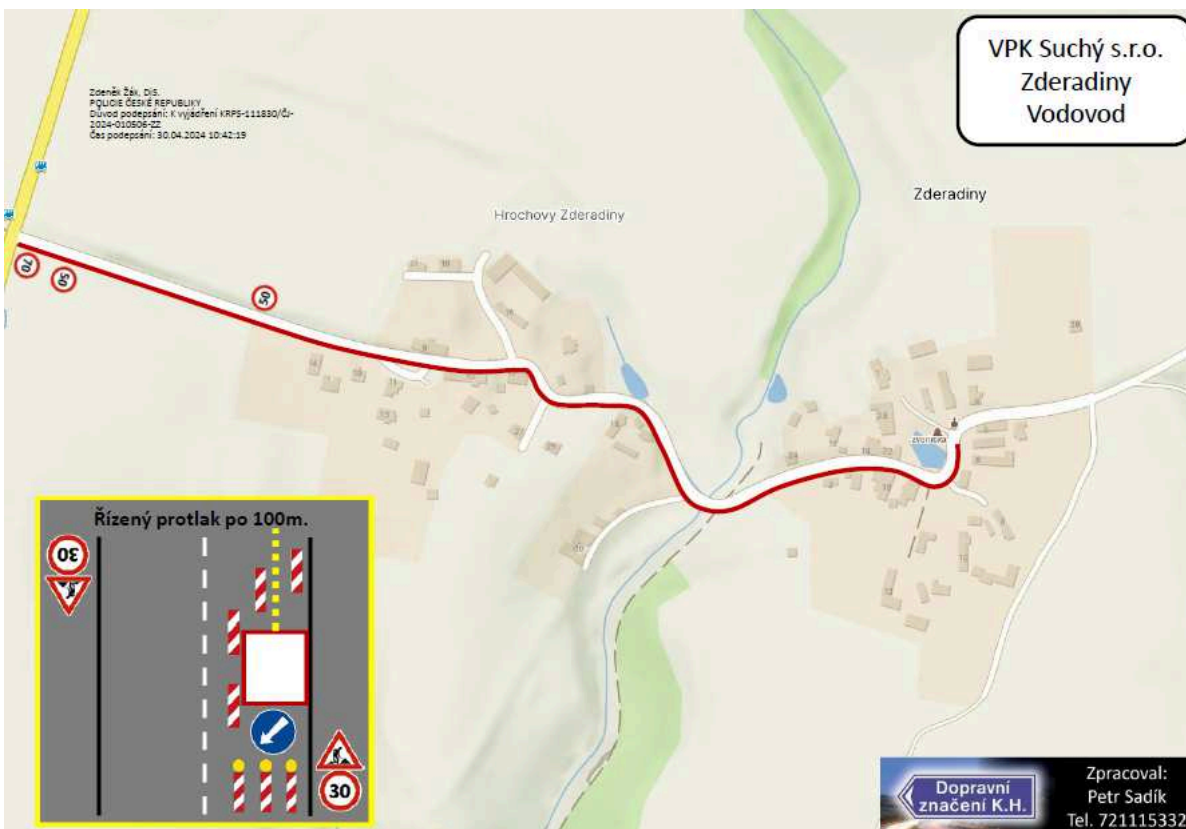 VPK Suchý s.r.o.
Zderadiny
Vodovod
Zdeněk Žák, DiS.
POLICIE ČESKÉ REPUBLIKY
Důvod podepsání: K vyjádření KRPS-111830/ČJ-
2024-010506-ZZ
Čas podepsání: 30.04.2024 10:42:19
Zderadiny
Hrochovy Zderadiny
70
50
50
zvonička
Řízený protlak po 100m.
30
30
Dopravní
značení K.H.
Zpracoval:
Petr Sadík
Tel. 721115332